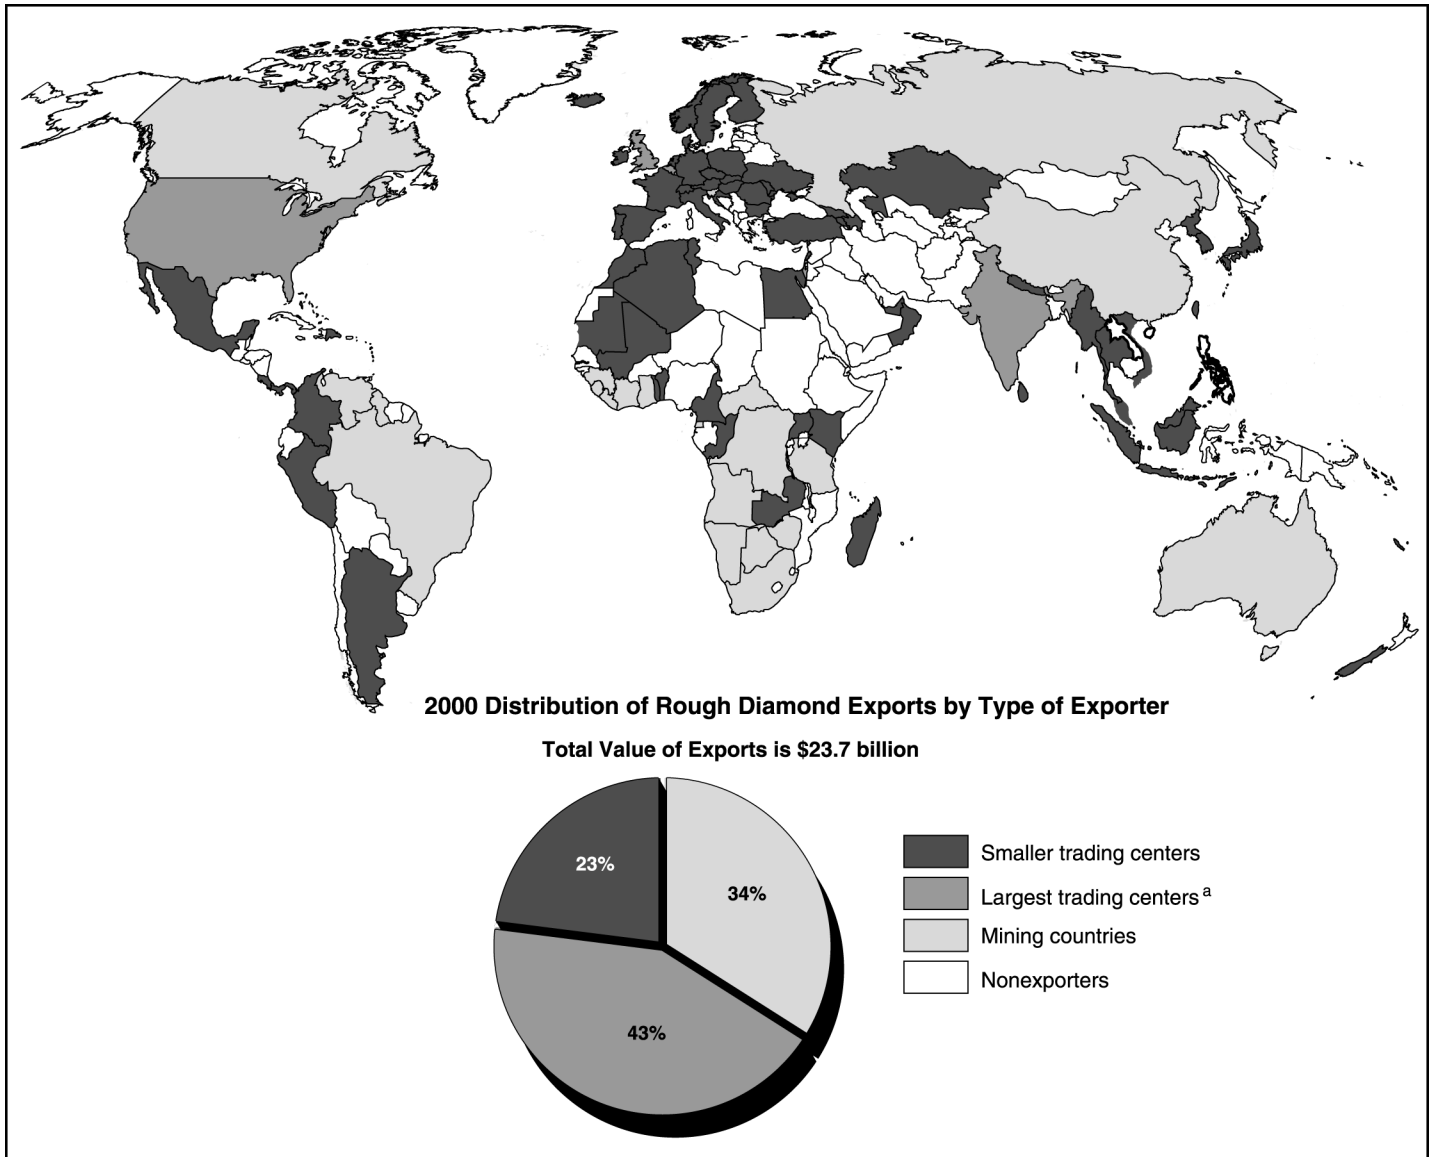 2000 Distribution of Rough Diamond Exports by Type of Exporter
Total Value of Exports is $23.7 billion
23%
34%
43%
Smaller trading centers
Largest trading centers a
Mining countries
Nonexporters